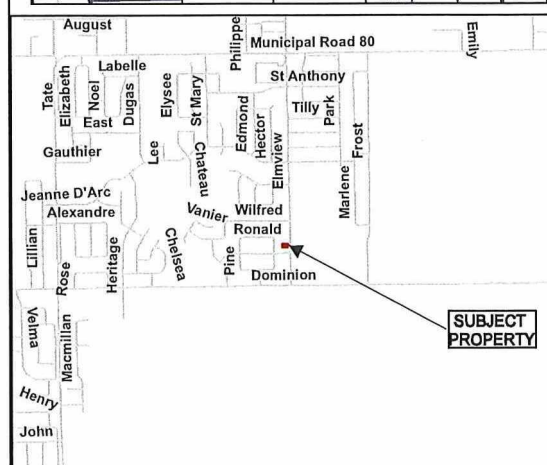 August
Philippe
Municipal Road 80
Emily
Labelle
St Anthony
Tate
Elizabeth
Noel
Dugas
Elysee
St Mary
Edmond
Hector
Tilly
Park
East
Gauthier
Lee
Chateau
Elmview
Frost
Marlene
Jeanne D'Arc
Alexandre
Vanier
Wilfred
Ronald
Lillian
Rose
Heritage
Chelsea
Pine
Dominion
Velma
Macmillan
SUBJECT
PROPERTY
Henry
John